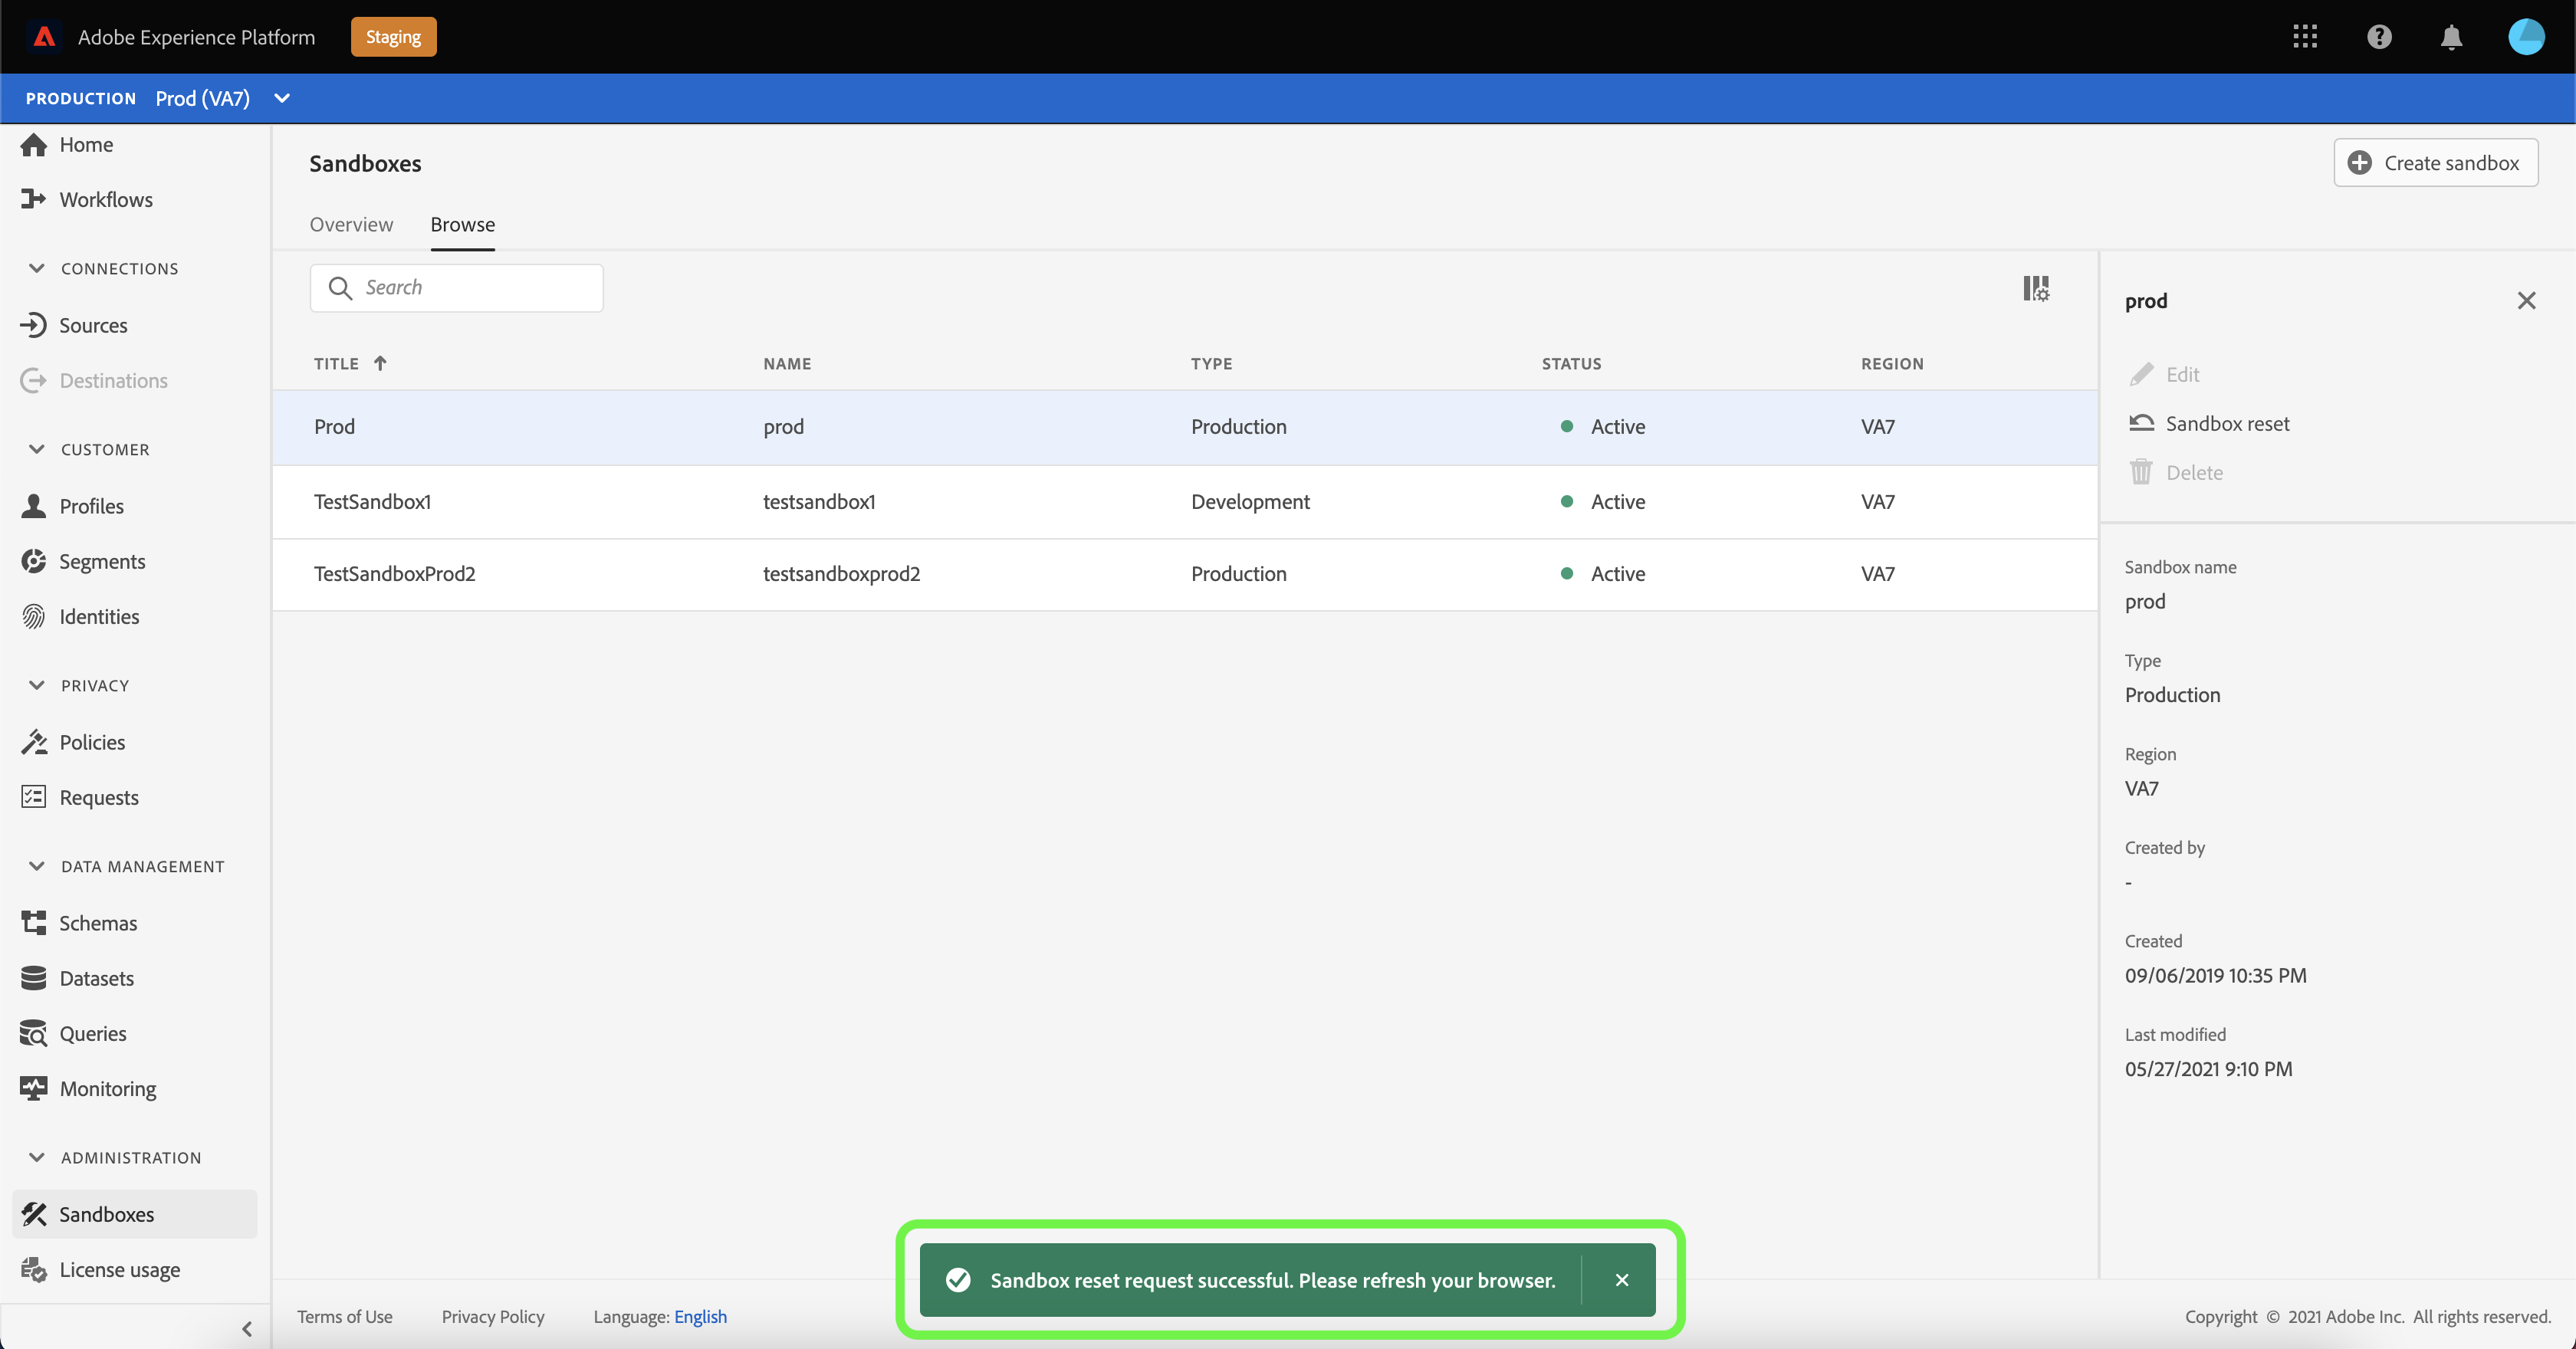 Adobe Experience Platform Staging
PRODUCTION Prod (VA7)
Home
Workflows
CONNECTIONS
Sources
Destinations
CUSTOMER
Profiles
Segments
Identities
PRIVACY
Policies
Requests
DATA MANAGEMENT
Schemas
Datasets
Queries
Monitoring
ADMINISTRATION
Sandboxes
License usage
Sandboxes
Create sandbox
Overview Browse
Search
TITLE NAME TYPE STATUS REGION
Prod prod Production Active VA7
TestSandbox1 testsandbox1 Development Active VA7
TestSandboxProd2 testsandboxprod2 Production Active VA7
prod
Edit
Sandbox reset
Delete
Sandbox name
prod
Type
Production
Region
VA7
Created by
-
Created
09/06/2019 10:35 PM
Last modified
05/27/2021 9:10 PM
Sandbox reset request successful. Please refresh your browser.
Terms of Use Privacy Policy Language: English
Copyright © 2021 Adobe Inc. All rights reserved.